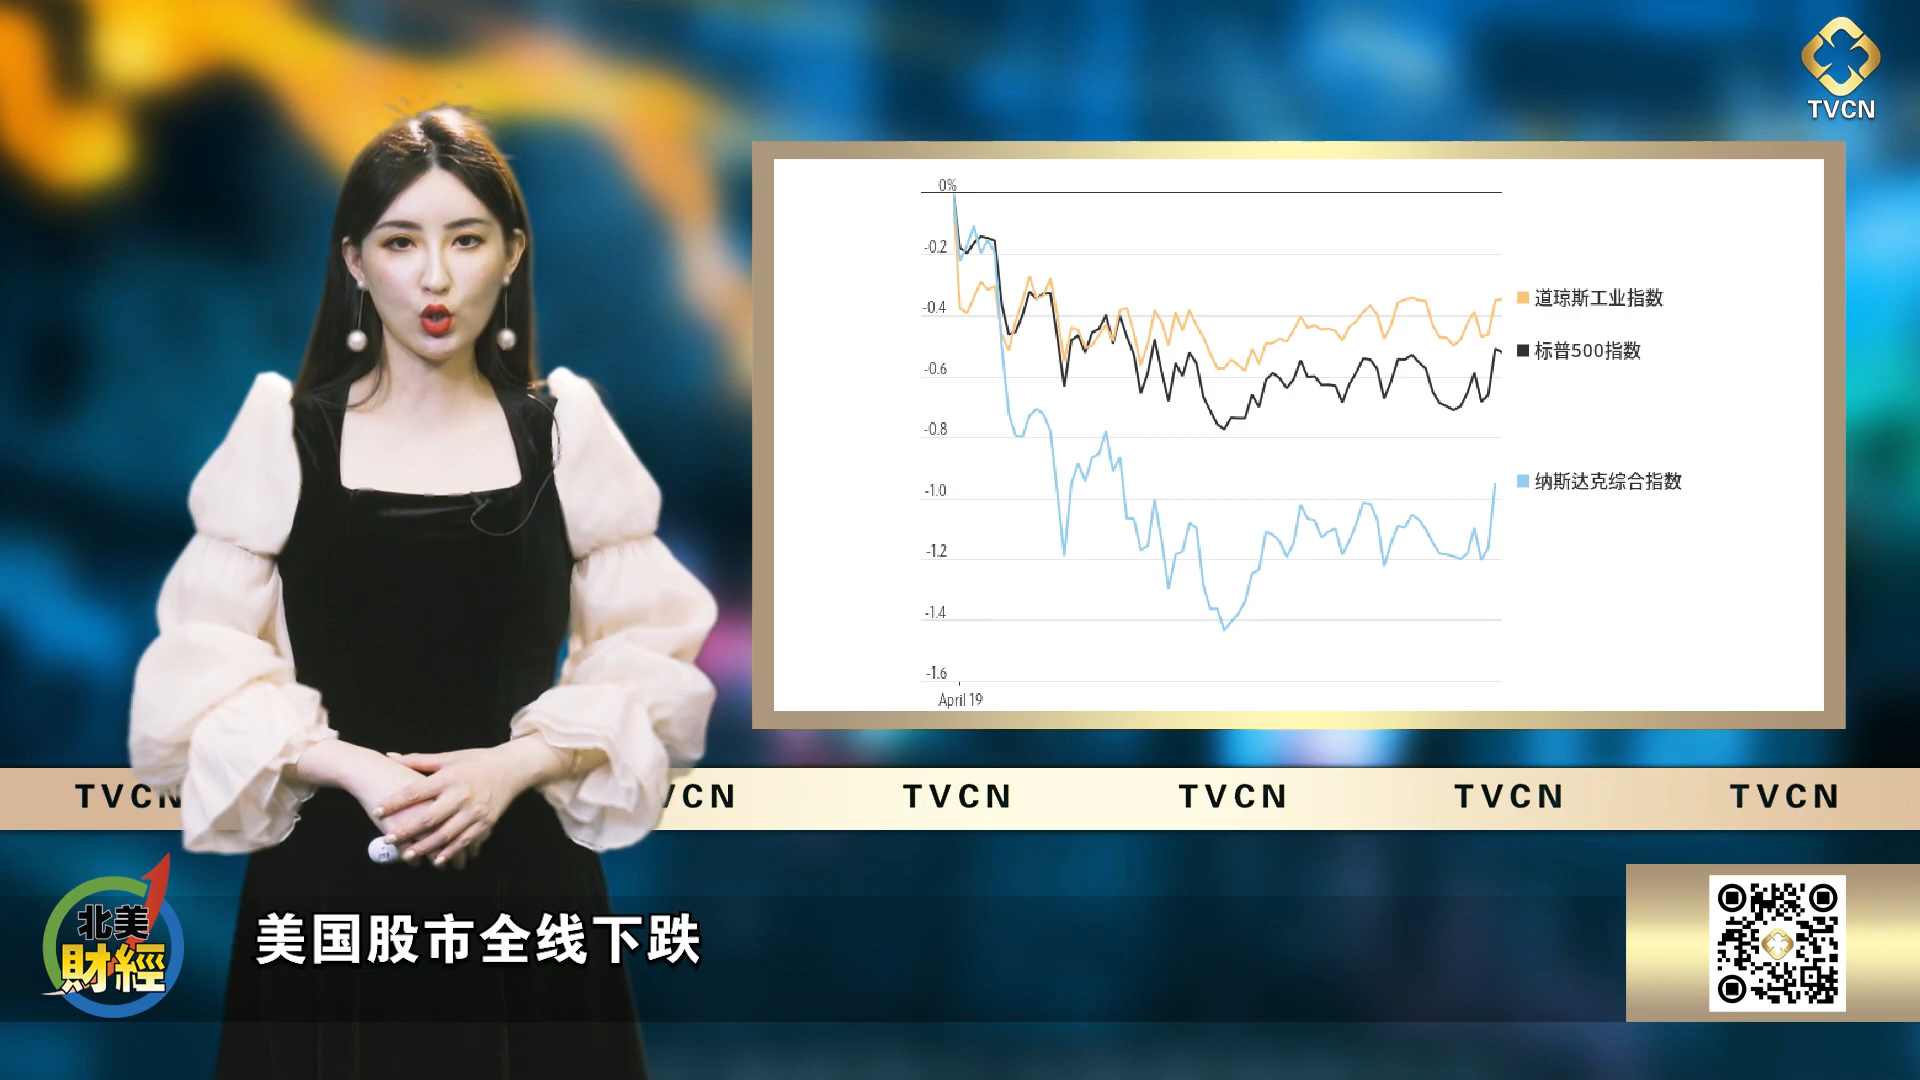 TVCN
0%
-0.2
-0.4
-0.6
-0.8
-1.0
-1.2
-1.4
-1.6
April 19
道琼斯工业指数
标普500指数
纳斯达克综合指数
TVCN VCN TVCN TVCN TVCN TVCN
北美
財經
美国股市全线下跌